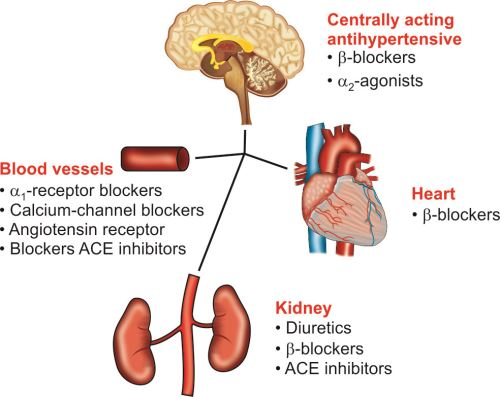 Centrally acting
antihypertensive
• β-blockers
• α₂-agonists
Blood vessels
• α₁-receptor blockers
• Calcium-channel blockers
• Angiotensin receptor
• Blockers ACE inhibitors
Heart
• β-blockers
Kidney
• Diuretics
• β-blockers
• ACE inhibitors